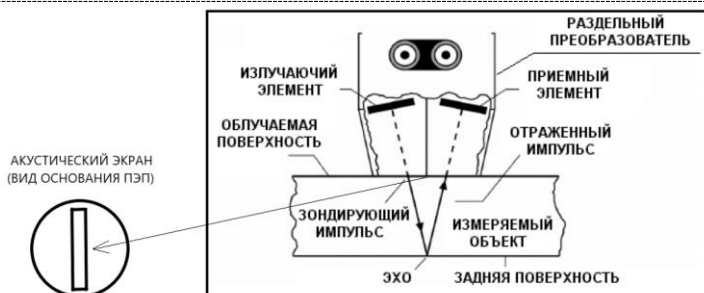 РАЗДЕЛЬНЫЙ
ПРЕОБРАЗОВАТЕЛЬ
ИЗЛУЧАЮЧИЙ
ЭЛЕМЕНТ
ПРИЕМНЫЙ
ЭЛЕМЕНТ
ОБЛУЧАЕМАЯ
ПОВЕРХНОСТЬ
ОТРАЖЕННЫЙ
ИМПУЛЬС
АКУСТИЧЕСКИЙ ЭКРАН
(ВИД ОСНОВАНИЯ ПЭП)
ЗОНДИРУЮЩИЙ
ИМПУЛЬС
ИЗМЕРЯЕМЫЙ
ОБЪЕКТ
ЭХО
ЗАДНЯЯ ПОВЕРХНОСТЬ